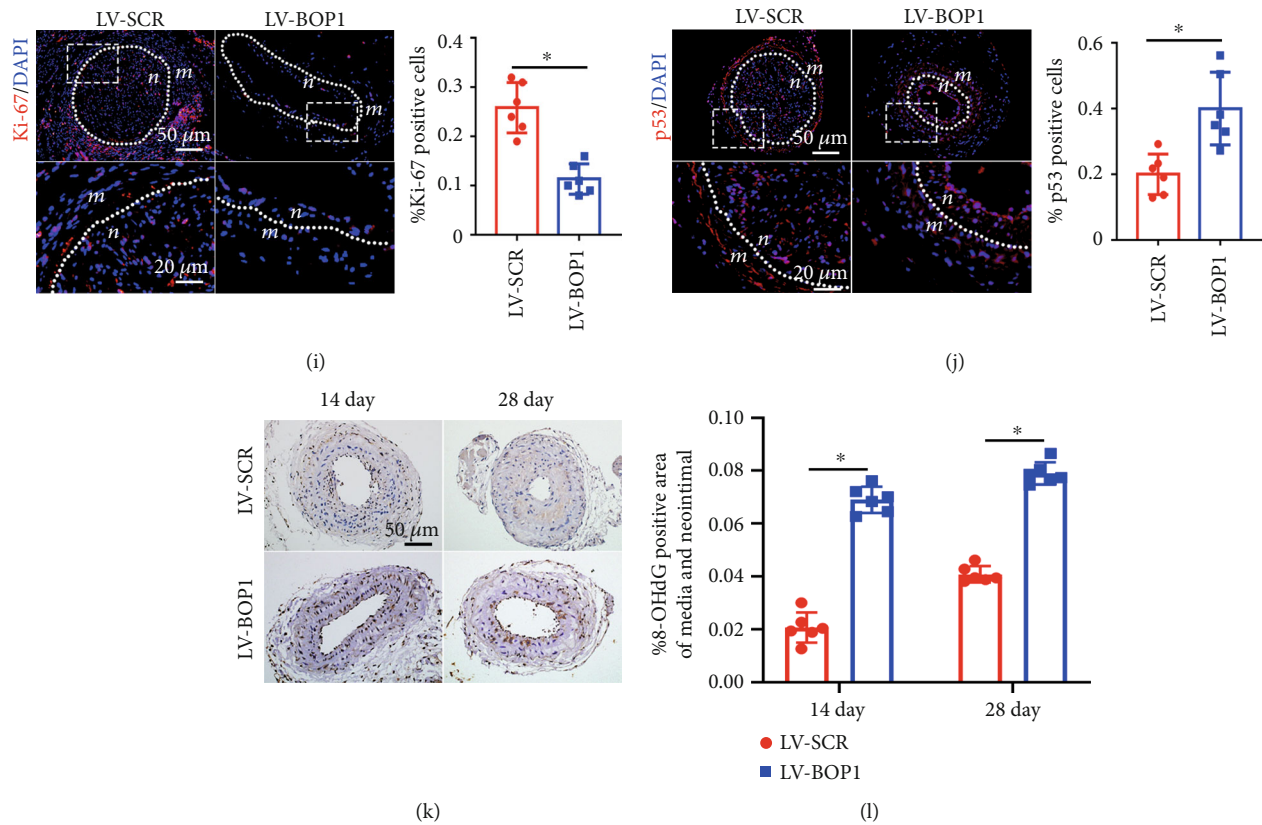 LV-SCR
LV-BOP1
Ki-67/DAPI
n
m
50 µm
n
m
m
n
20 µm
n
m
%Ki-67 positive cells
0.4
0.3
0.2
0.1
0
*
LV-SCR
LV-BOP1
(i)
LV-SCR
LV-BOP1
p53/DAPI
n
m
50 µm
n
m
n
m
20 µm
n
m
% p53 positive cells
0.6
0.4
0.2
0
*
LV-SCR
LV-BOP1
(j)
14 day
28 day
LV-SCR
50 µm
LV-BOP1
(k)
%8-OHdG positive area
of media and neointimal
0.10
0.08
0.06
0.04
0.02
0.00
*
*
14 day
28 day
LV-SCR
LV-BOP1
(l)